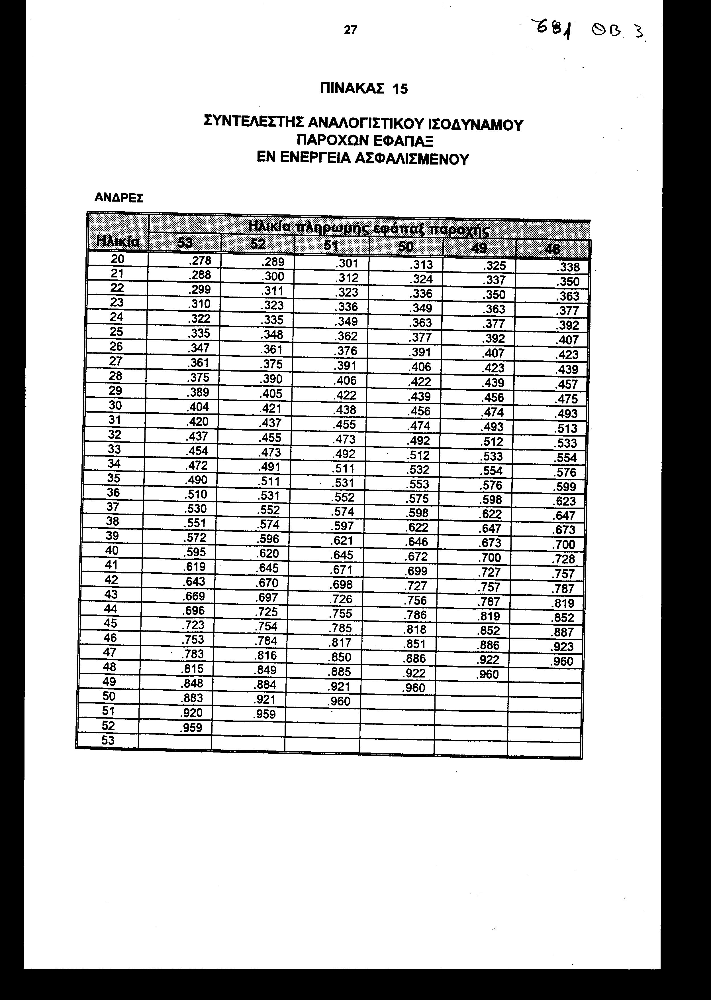 27
681 ΘΒ 3.
ΠΙΝΑΚΑΣ 15
ΣΥΝΤΕΛΕΣΤΗΣ ΑΝΑΛΟΓΙΣΤΙΚΟΥ ΙΣΟΔΥΝΑΜΟΥ
ΠΑΡΟΧΩΝ ΕΦΑΠΑΞ
ΕΝ ΕΝΕΡΓΕΙΑ ΑΣΦΑΛΙΣΜΕΝΟΥ
ΑΝΔΡΕΣ
Ηλικία πληρωμής εφάπαξ παροχής
Ηλικία 53 52 51 50 49 48
20 .278 .289 .301 .313 .325 .338
21 .288 .300 .312 .324 .337 .350
22 .299 .311 .323 .336 .350 .363
23 .310 .323 .336 .349 .363 .377
24 .322 .335 .349 .363 .377 .392
25 .335 .348 .362 .377 .392 .407
26 .347 .361 .376 .391 .407 .423
27 .361 .375 .391 .406 .423 .439
28 .375 .390 .406 .422 .439 .457
29 .389 .405 .422 .439 .456 .475
30 .404 .421 .438 .456 .474 .493
31 .420 .437 .455 .474 .493 .513
32 .437 .455 .473 .492 .512 .533
33 .454 .473 .492 .512 .533 .554
34 .472 .491 .511 .532 .554 .576
35 .490 .511 .531 .553 .576 .599
36 .510 .531 .552 .575 .598 .623
37 .530 .552 .574 .598 .622 .647
38 .551 .574 .597 .622 .647 .673
39 .572 .596 .621 .646 .673 .700
40 .595 .620 .645 .672 .700 .728
41 .619 .645 .671 .699 .727 .757
42 .643 .670 .698 .727 .757 .787
43 .669 .697 .726 .756 .787 .819
44 .696 .725 .755 .786 .819 .852
45 .723 .754 .785 .818 .852 .887
46 .753 .784 .817 .851 .886 .923
47 .783 .816 .850 .886 .922 .960
48 .815 .849 .885 .922 .960
49 .848 .884 .921 .960
50 .883 .921 .960
51 .920 .959
52 .959
53